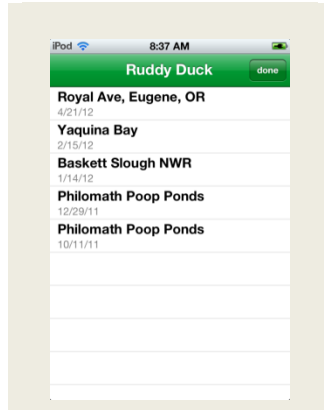 iPod 8:37 AM
Ruddy Duck done
Royal Ave, Eugene, OR
4/21/12
Yaquina Bay
2/15/12
Baskett Slough NWR
1/14/12
Philomath Poop Ponds
12/29/11
Philomath Poop Ponds
10/11/11